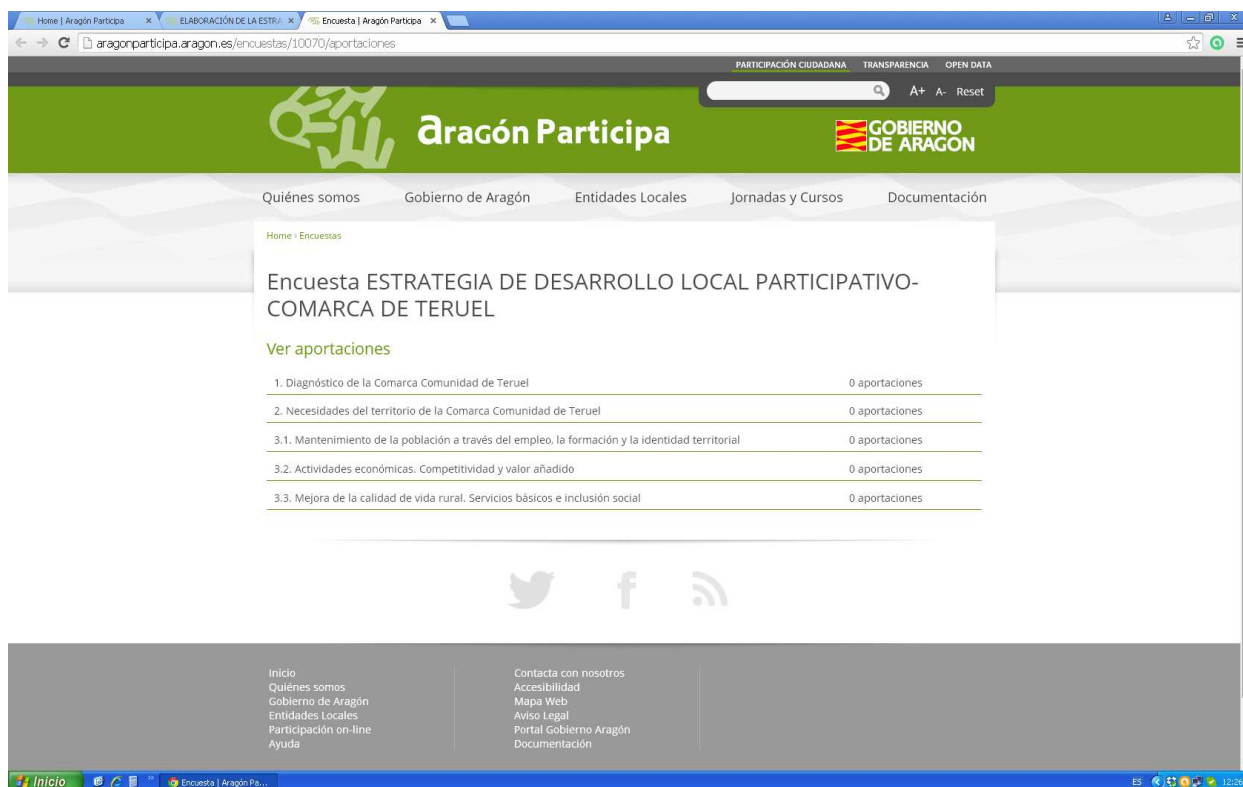 Home | Aragón Participa
ELABORACIÓN DE LA ESTRA
Encuesta | Aragón Participa
aragonparticipa.aragon.es/encuestas/10070/aportaciones
PARTICIPACIÓN CIUDADANA TRANSPARENCIA OPEN DATA
A+ A- Reset
aragón Participa
GOBIERNO
DE ARAGON
Quiénes somos Gobierno de Aragón Entidades Locales Jornadas y Cursos Documentación
Home › Encuestas
Encuesta ESTRATEGIA DE DESARROLLO LOCAL PARTICIPATIVO-
COMARCA DE TERUEL
Ver aportaciones
1. Diagnóstico de la Comarca Comunidad de Teruel 0 aportaciones
2. Necesidades del territorio de la Comarca Comunidad de Teruel 0 aportaciones
3.1. Mantenimiento de la población a través del empleo, la formación y la identidad territorial 0 aportaciones
3.2. Actividades económicas. Competitividad y valor añadido 0 aportaciones
3.3. Mejora de la calidad de vida rural. Servicios básicos e inclusión social 0 aportaciones
Inicio
Quiénes somos
Gobierno de Aragón
Entidades Locales
Participación on-line
Ayuda
Contacta con nosotros
Accesibilidad
Mapa Web
Aviso Legal
Portal Gobierno Aragón
Documentación
Inicio
Encuesta | Aragón Pa...
ES
12:26